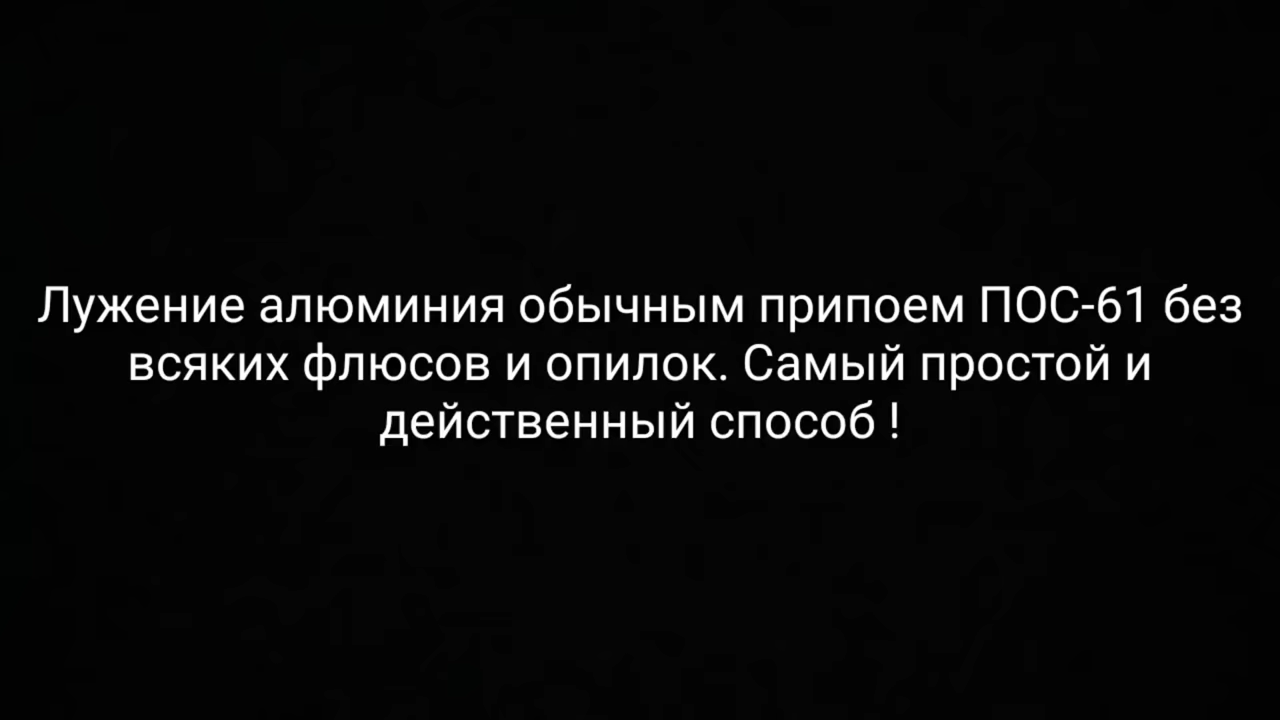 Лужение алюминия обычным припоем ПОС-61 без
всяких флюсов и опилок. Самый простой и
действенный способ !